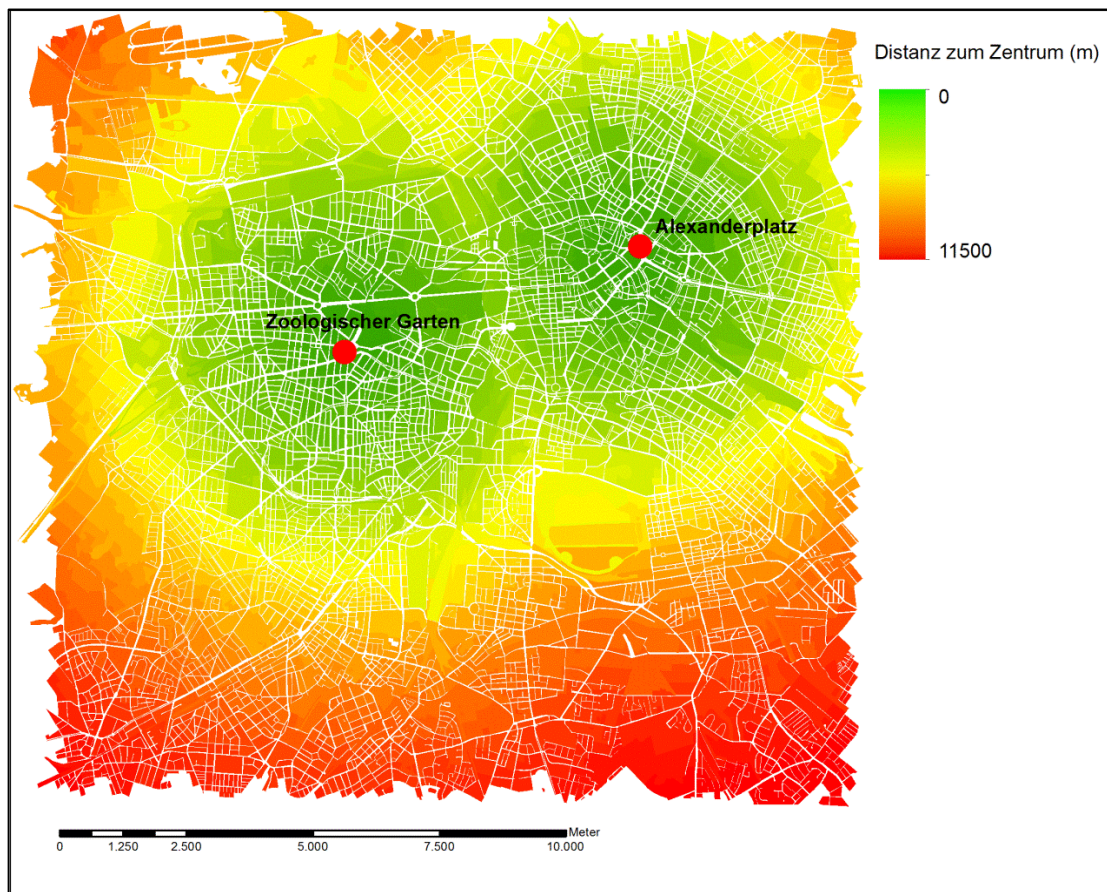 Distanz zum Zentrum (m)
0
11500
Alexanderplatz
Zoologischer Garten
Meter
0 1.250 2.500 5.000 7.500 10.000